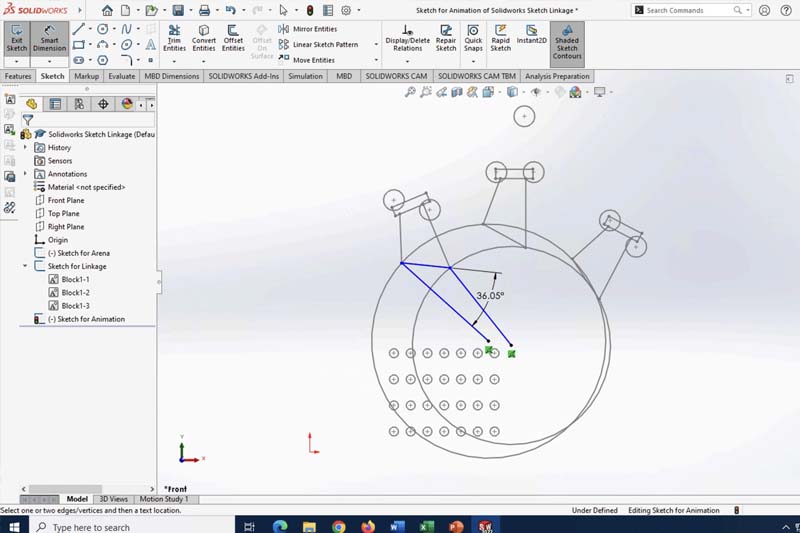 SOLIDWORKS
Sketch for Animation of Solidworks Sketch Linkage *
Search Commands
Exit Sketch
Smart Dimension
Trim Entities
Convert Entities
Offset Entities
Offset On Surface
Mirror Entities
Linear Sketch Pattern
Move Entities
Display/Delete Relations
Repair Sketch
Quick Snaps
Rapid Sketch
Instant2D
Shaded Sketch Contours
Features
Sketch
Markup
Evaluate
MBD Dimensions
SOLIDWORKS Add-Ins
Simulation
MBD
SOLIDWORKS CAM
SOLIDWORKS CAM TBM
Analysis Preparation
Solidworks Sketch Linkage (Defau
History
Sensors
Annotations
Material <not specified>
Front Plane
Top Plane
Right Plane
Origin
(-) Sketch for Arena
Sketch for Linkage
Block1-1
Block1-2
Block1-3
(-) Sketch for Animation
36.05°
Y
X
*Front
Model
3D Views
Motion Study 1
Select one or two edges/vertices and then a text location.
Under Defined
Editing Sketch for Animation
Type here to search